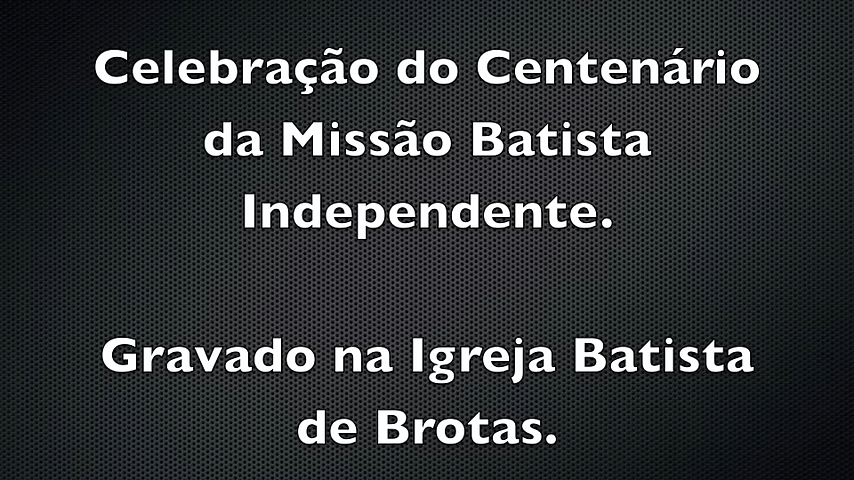 Celebração do Centenário
da Missão Batista
Independente.
Gravado na Igreja Batista
de Brotas.